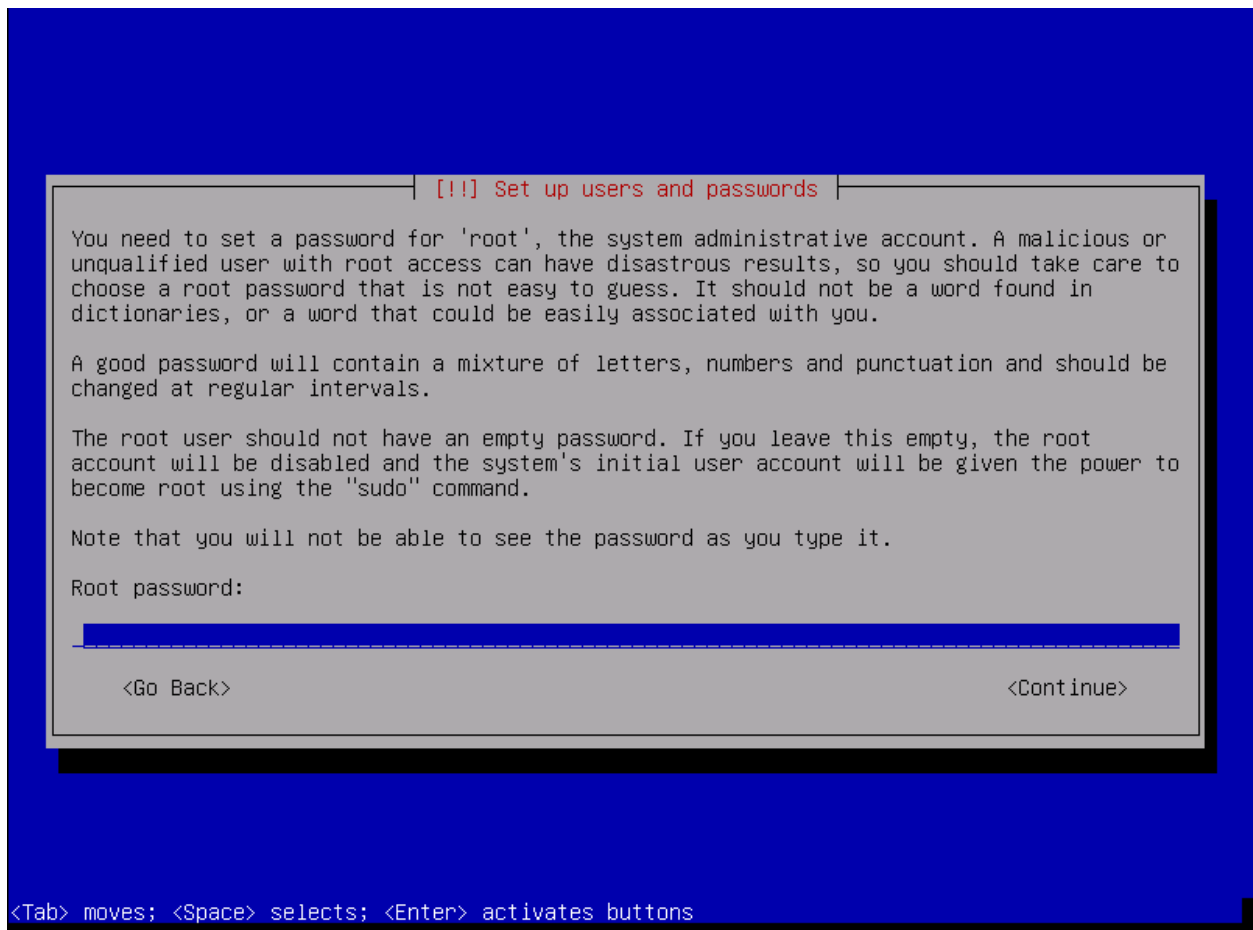 [!!] Set up users and passwords
You need to set a password for 'root', the system administrative account. A malicious or
unqualified user with root access can have disastrous results, so you should take care to
choose a root password that is not easy to guess. It should not be a word found in
dictionaries, or a word that could be easily associated with you.
A good password will contain a mixture of letters, numbers and punctuation and should be
changed at regular intervals.
The root user should not have an empty password. If you leave this empty, the root
account will be disabled and the system's initial user account will be given the power to
become root using the "sudo" command.
Note that you will not be able to see the password as you type it.
Root password:
<Go Back> <Continue>
<Tab> moves; <Space> selects; <Enter> activates buttons